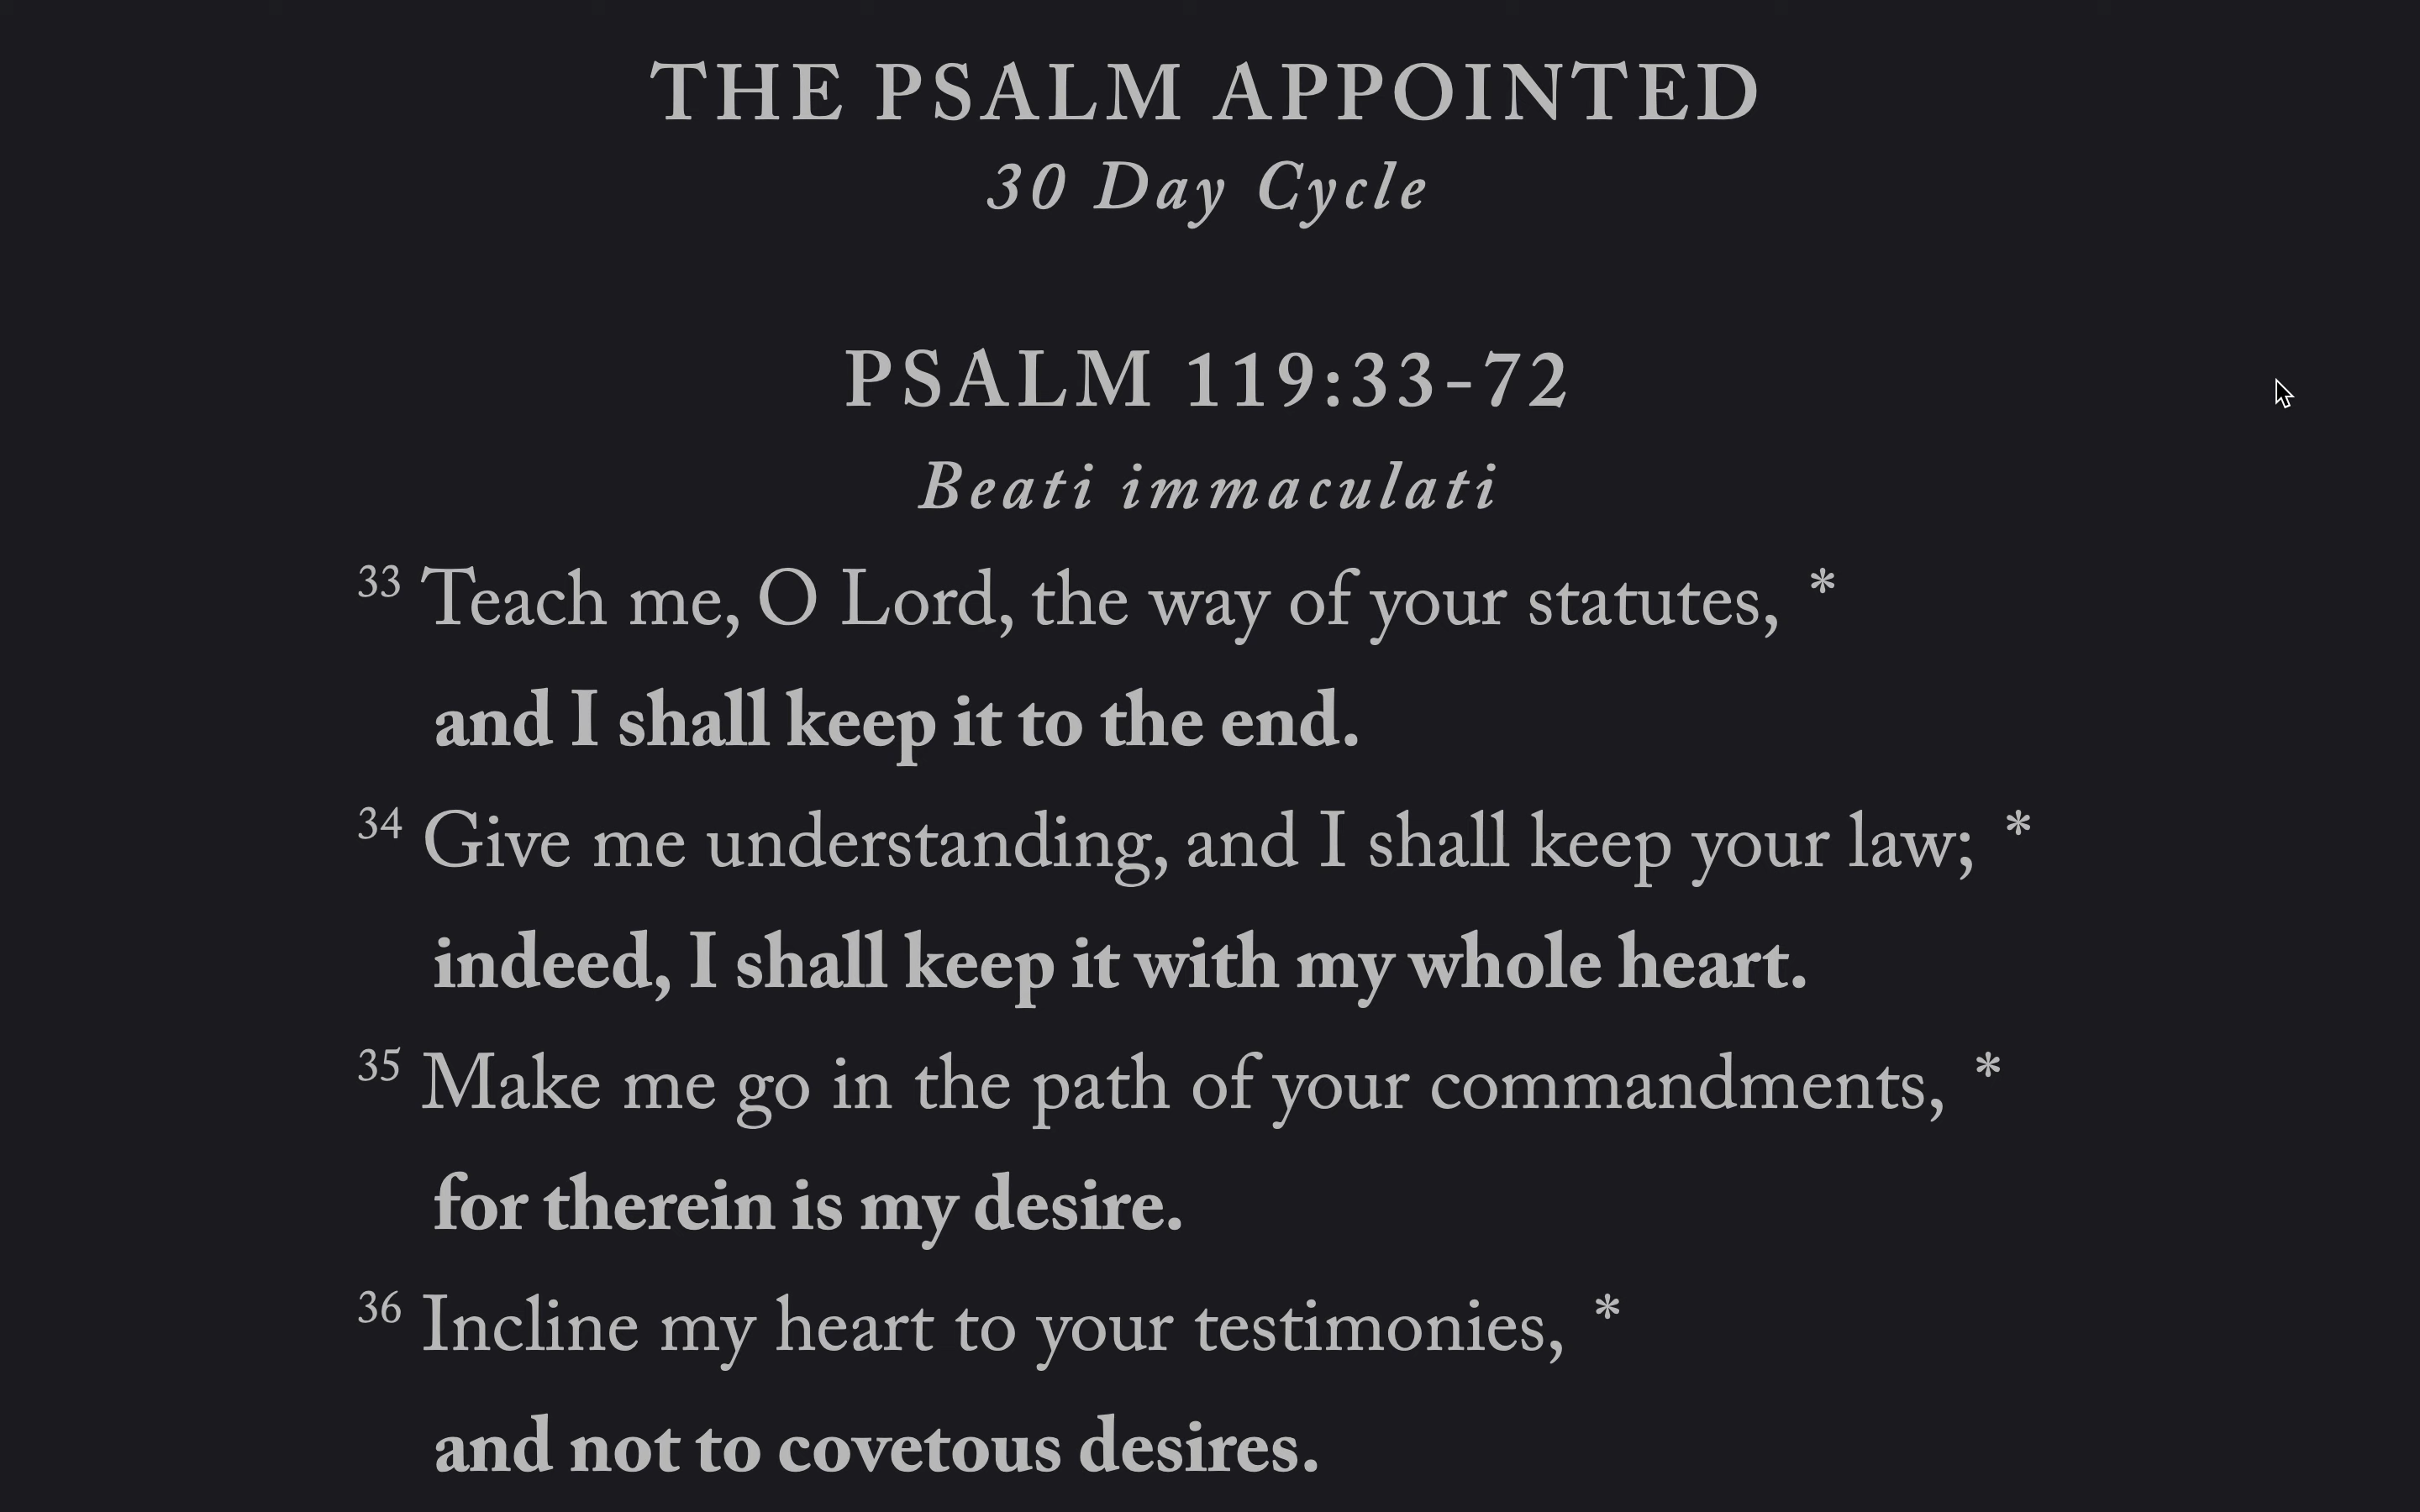 THE PSALM APPOINTED
30 Day Cycle
PSALM 119:33-72
Beati immaculati
33 Teach me, O Lord, the way of your statutes, *
and I shall keep it to the end.
34 Give me understanding, and I shall keep your law; *
indeed, I shall keep it with my whole heart.
35 Make me go in the path of your commandments, *
for therein is my desire.
36 Incline my heart to your testimonies, *
and not to covetous desires.